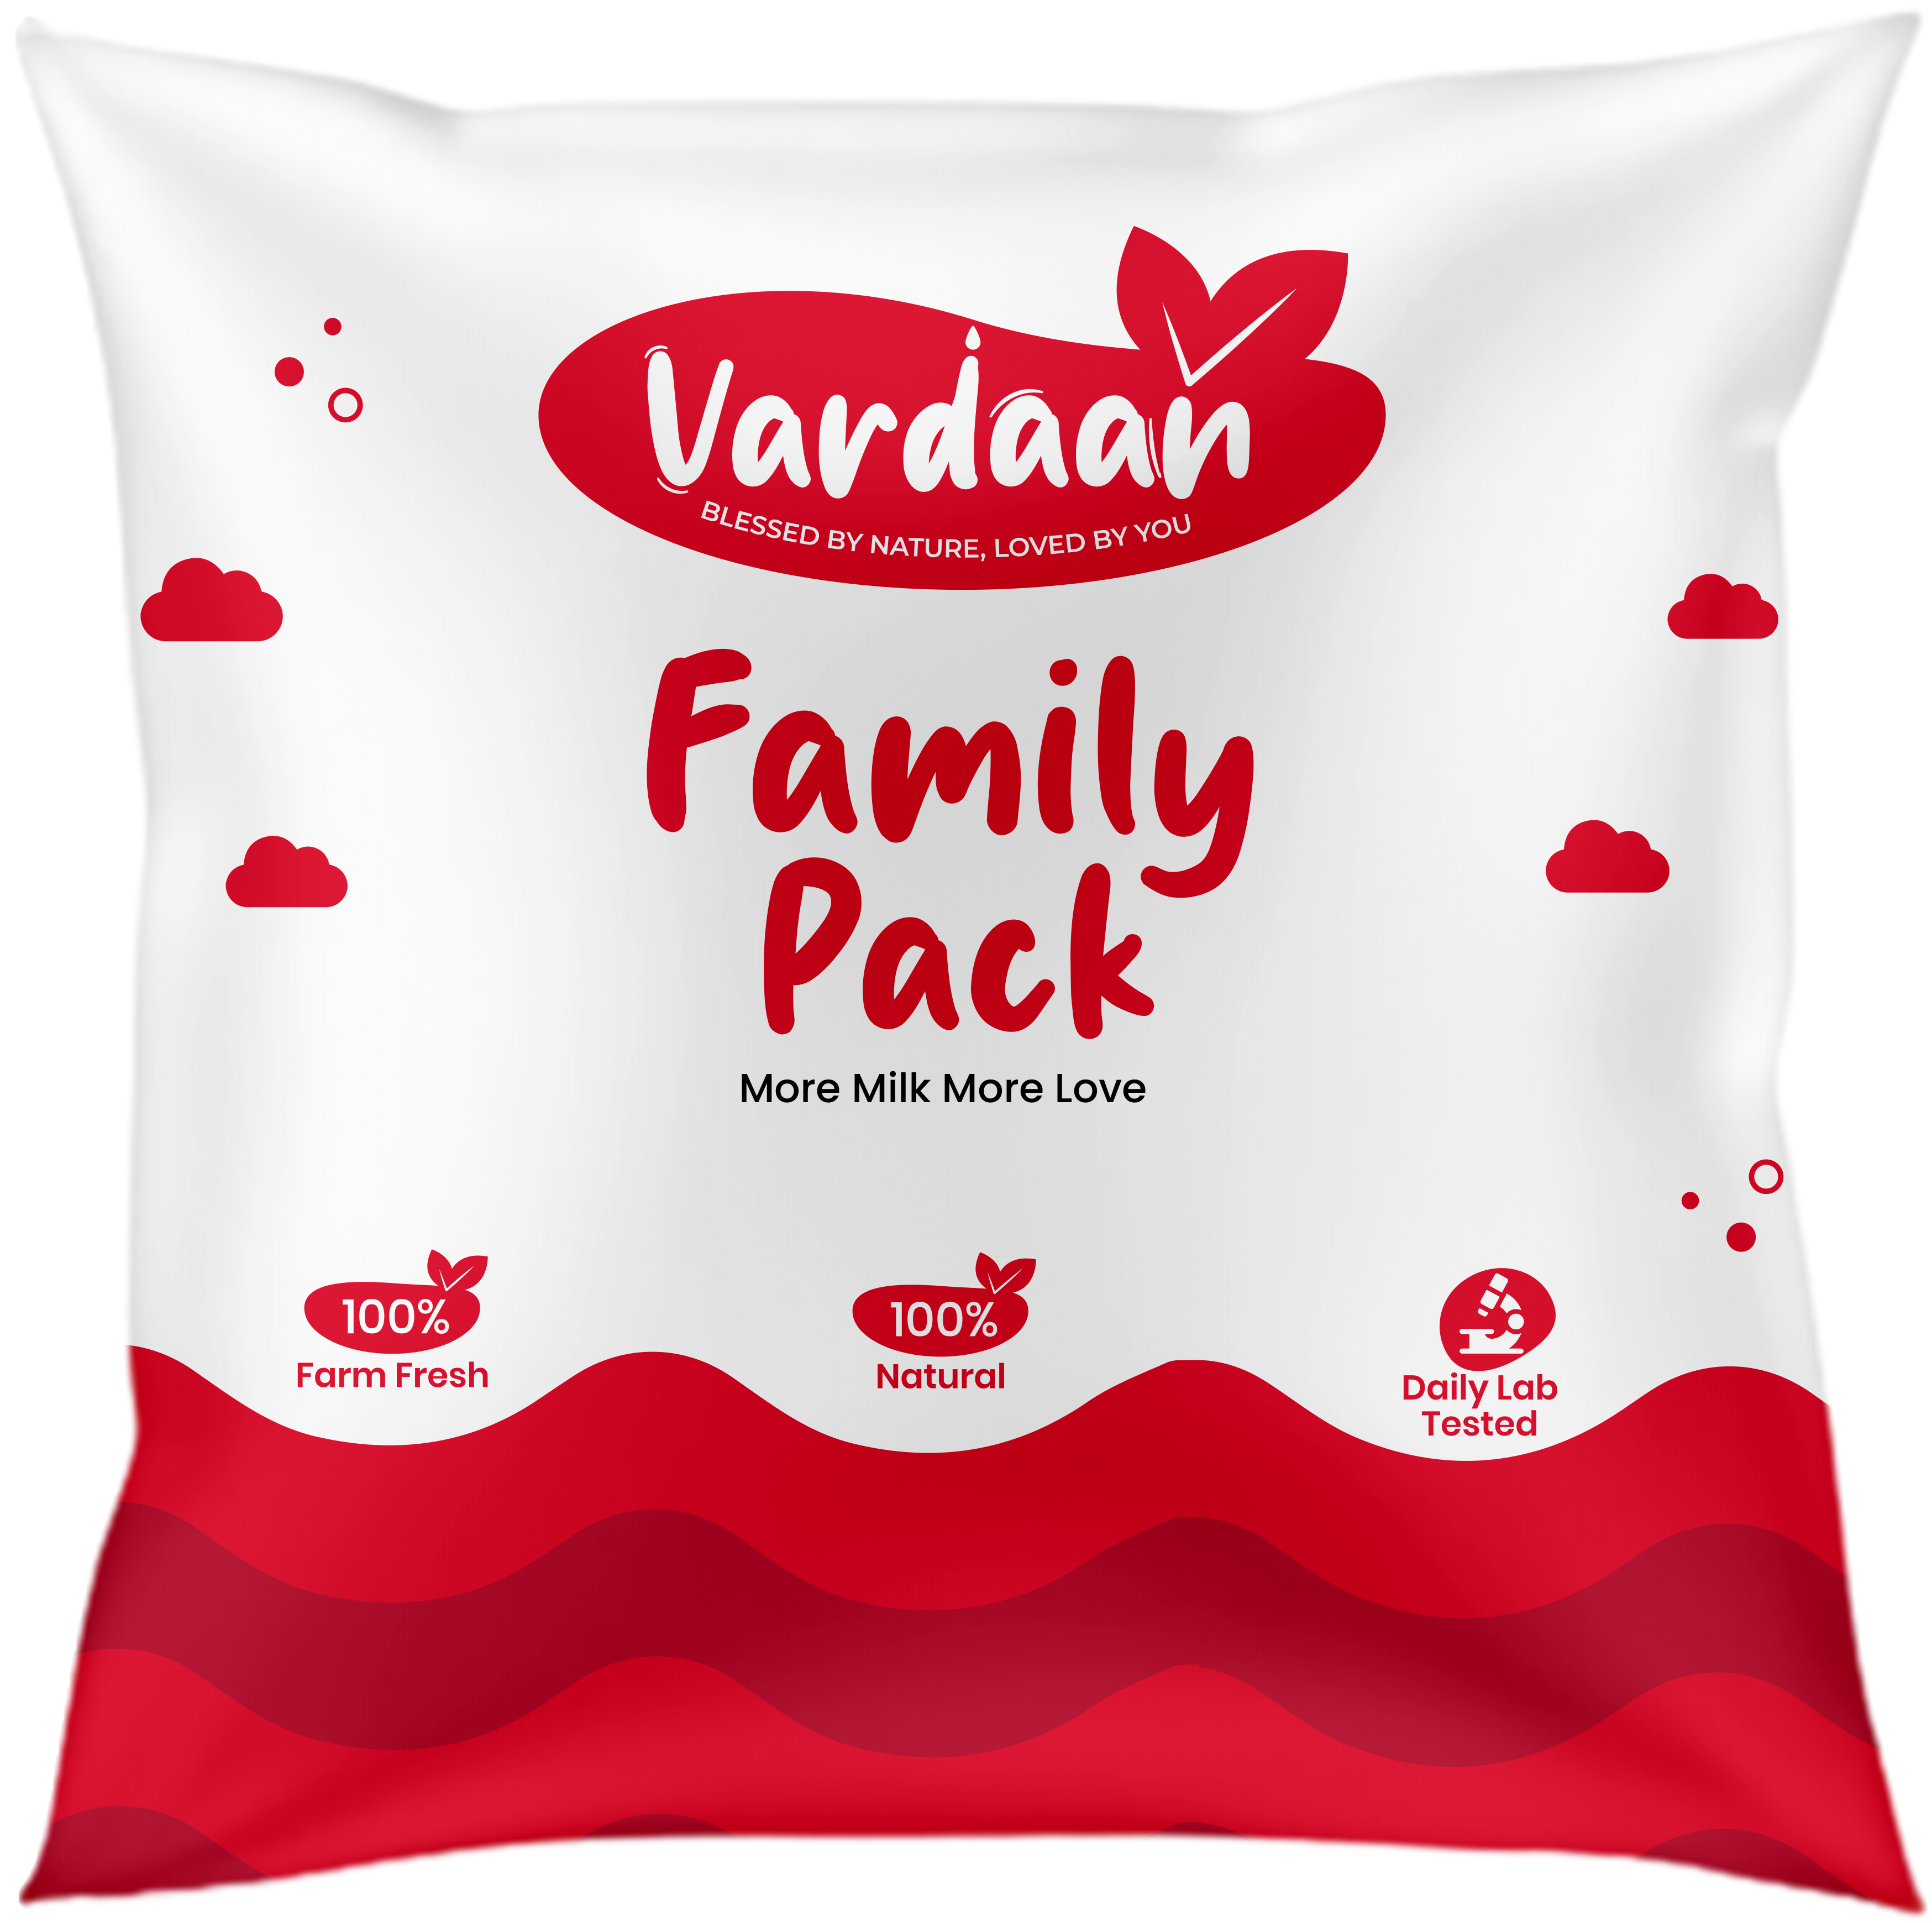 Vardaan
BLESSED BY NATURE, LOVED BY YOU
Family
Pack
More Milk More Love
100%
Farm Fresh
100%
Natural
Daily Lab
Tested